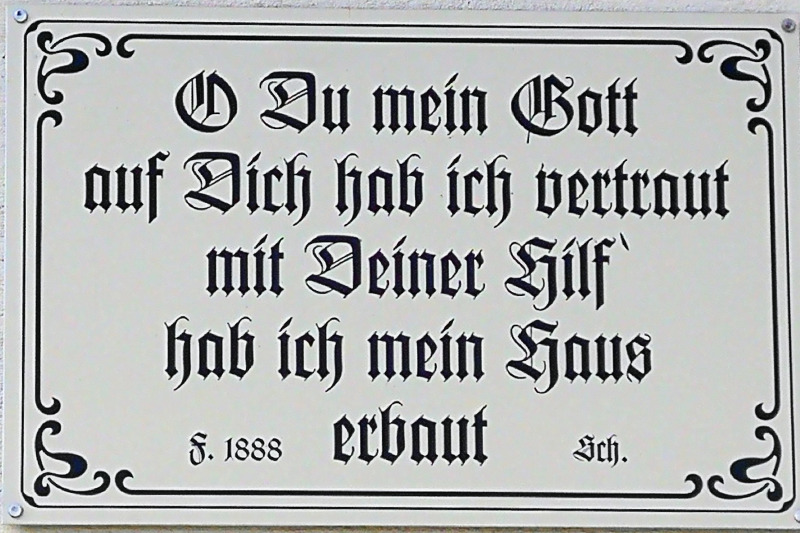 O Du mein Gott
auf Dich hab ich vertraut
mit Deiner Hilf`
hab ich mein Haus
erbaut
F. 1888 Sch.